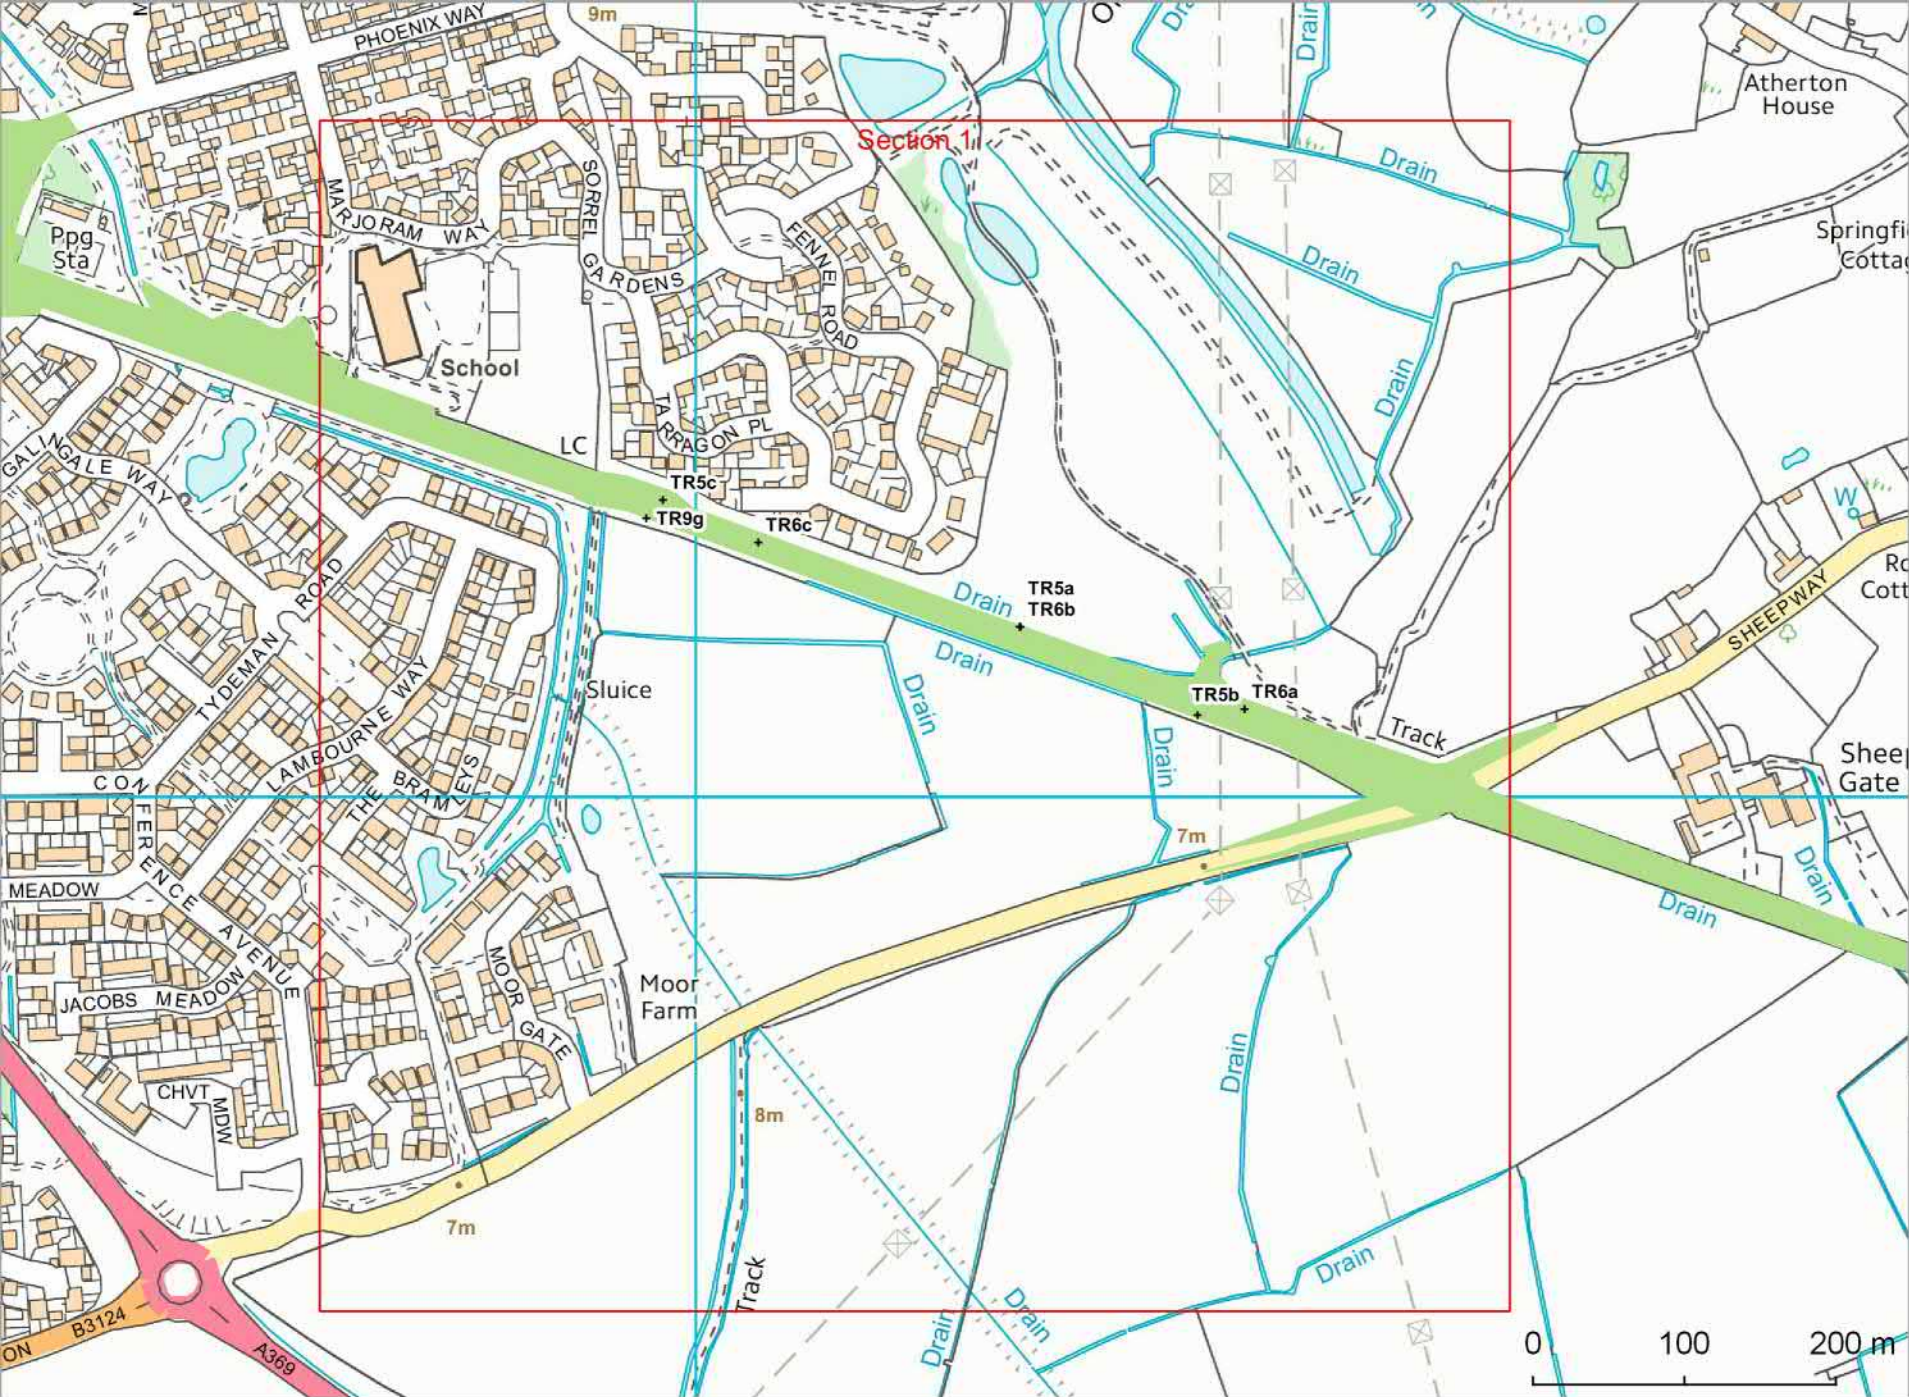 PHOENIX WAY
9m
Drain
Atherton
House
Section 1
Drain
MARJORAM WAY
SORREL GARDENS
FENNEL ROAD
Ppg
Sta
Springfi
Cottag
Drain
School
Drain
LC
TARRAGON PL
GALINGALE WAY
TR5c
TR9g
TR6c
W
SHEEPWAY
Ro
Cott
TYDEMAN ROAD
Drain
TR5a
TR6b
Drain
Sluice
Drain
TR5b
TR6a
Track
LAMBOURNE WAY
THE BRAMLEYS
Drain
Sheep
Gate
CONFERENCE AVENUE
7m
MEADOW
Drain
Drain
JACOBS MEADOW
MOOR GATE
Moor
Farm
Drain
CHVT MDW
8m
7m
Track
Drain
Drain
Drain
B3124
ON
A369
0 100 200 m